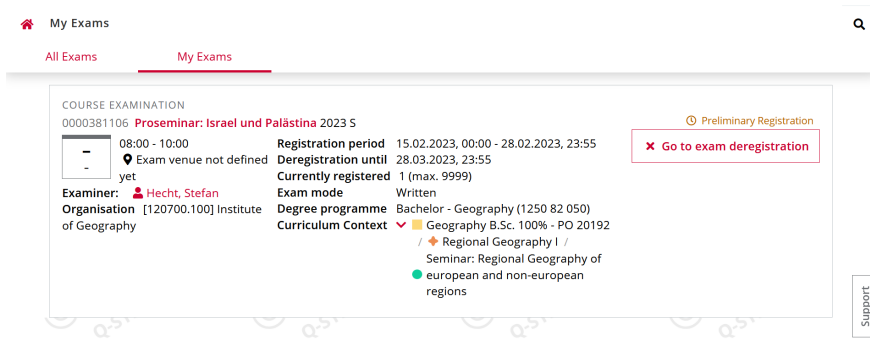 My Exams
All Exams
My Exams
COURSE EXAMINATION
0000381106 Proseminar: Israel und Palästina 2023 S
Preliminary Registration
Go to exam deregistration
–
-
08:00 - 10:00
Exam venue not defined
yet
Examiner: Hecht, Stefan
Organisation [120700.100] Institute
of Geography
Registration period 15.02.2023, 00:00 - 28.02.2023, 23:55
Deregistration until 28.03.2023, 23:55
Currently registered 1 (max. 9999)
Exam mode Written
Degree programme Bachelor - Geography (1250 82 050)
Curriculum Context Geography B.Sc. 100% - PO 20192
/ Regional Geography I /
Seminar: Regional Geography of
european and non-european
regions
Support